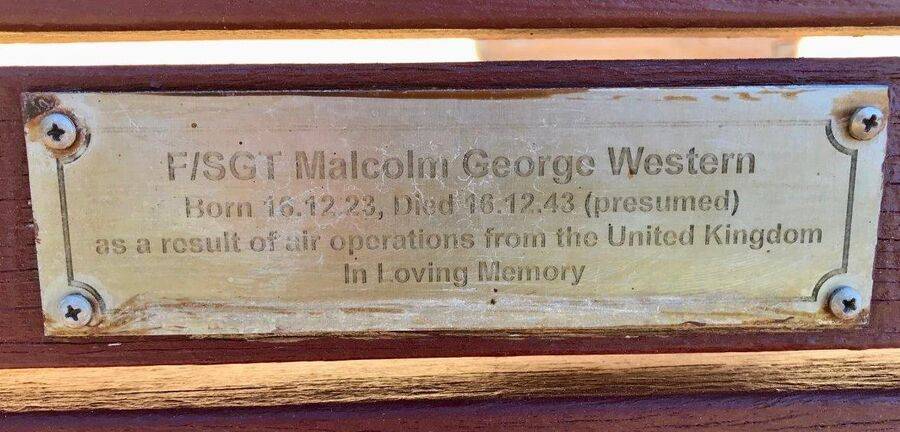 F/SGT Malcolm George Western
Born 16.12.23, Died 16.12.43 (presumed)
as a result of air operations from the United Kingdom
In Loving Memory